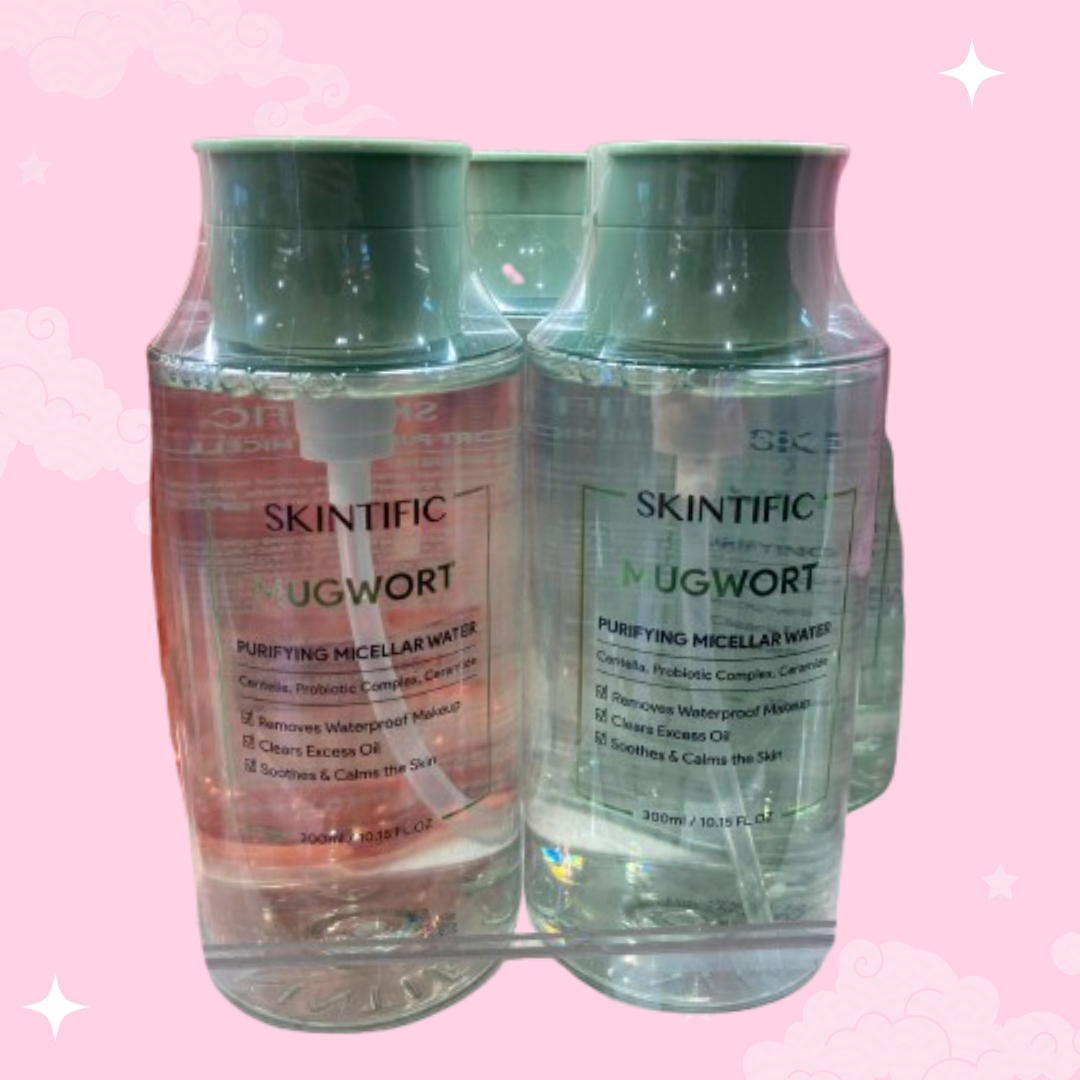 SKINTIFIC
MUGWORT
PURIFYING MICELLAR WATER
Centella, Probiotic Complex, Ceramide
☑ Removes Waterproof Makeup
☑ Clears Excess Oil
☑ Soothes & Calms the Skin
300ml / 10.15 FL.OZ
SKINTIFIC
MUGWORT
PURIFYING MICELLAR WATER
Centella, Probiotic Complex, Ceramide
☑ Removes Waterproof Makeup
☑ Clears Excess Oil
☑ Soothes & Calms the Skin
300ml / 10.15 FL.OZ